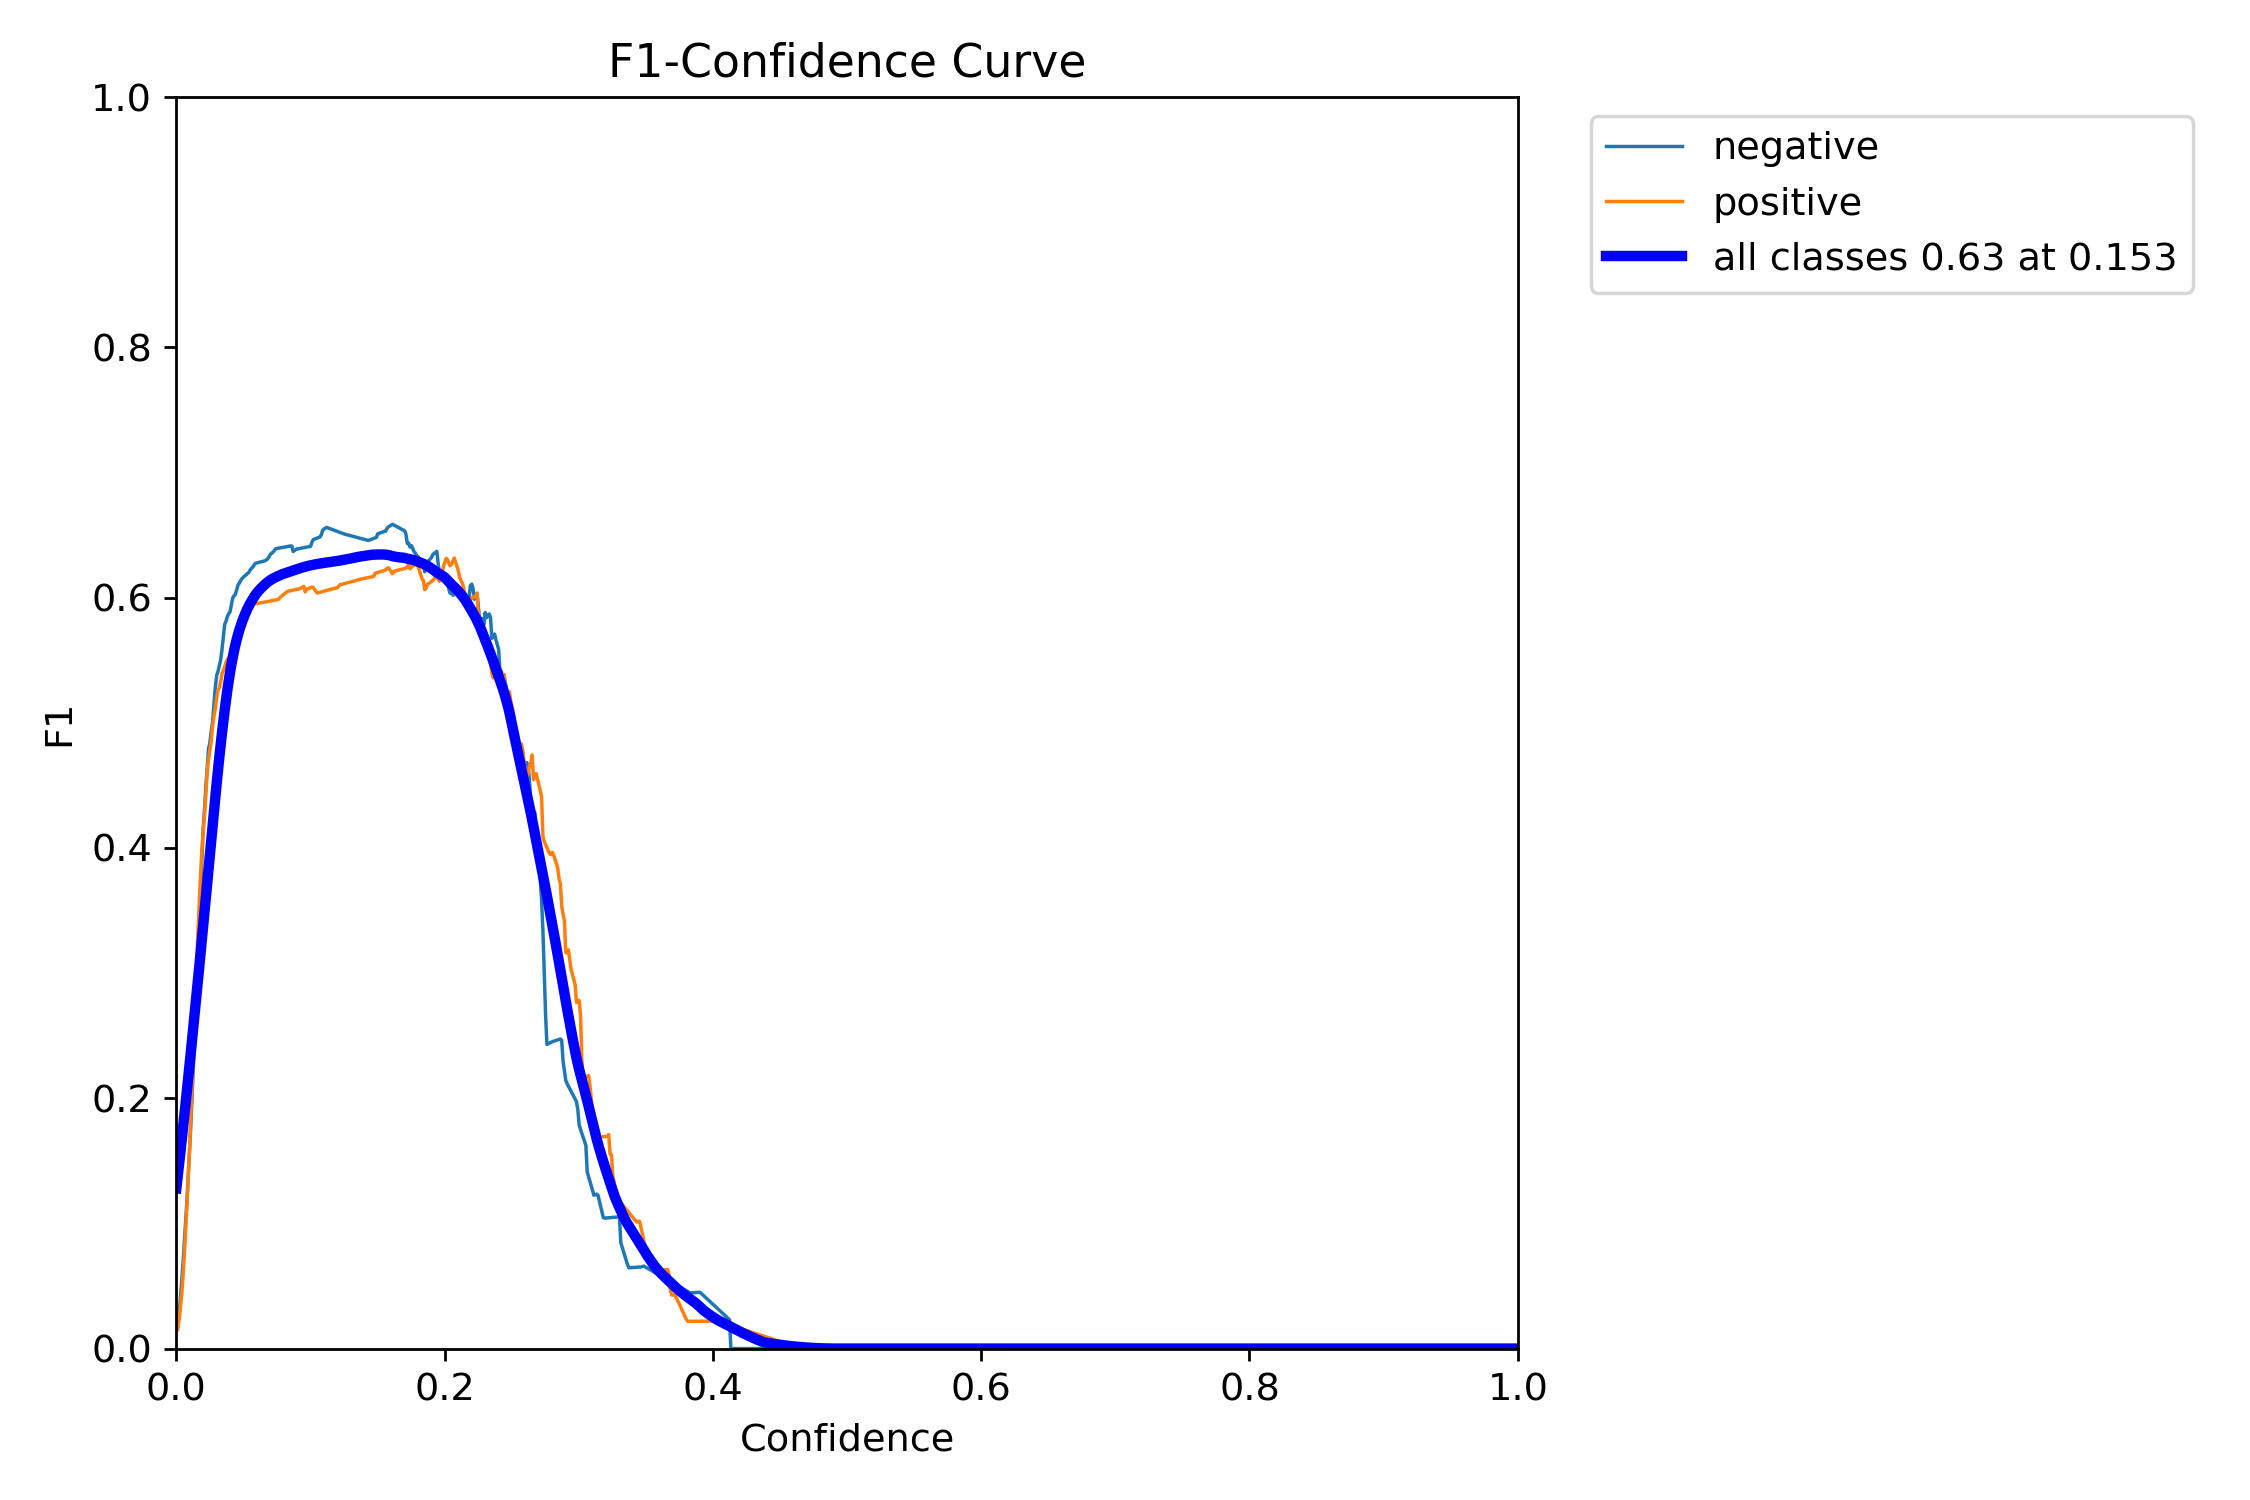 F1-Confidence Curve
negative
positive
all classes 0.63 at 0.153
1.0
0.8
0.6
0.4
0.2
0.0
F1
0.0 0.2 0.4 0.6 0.8 1.0
Confidence